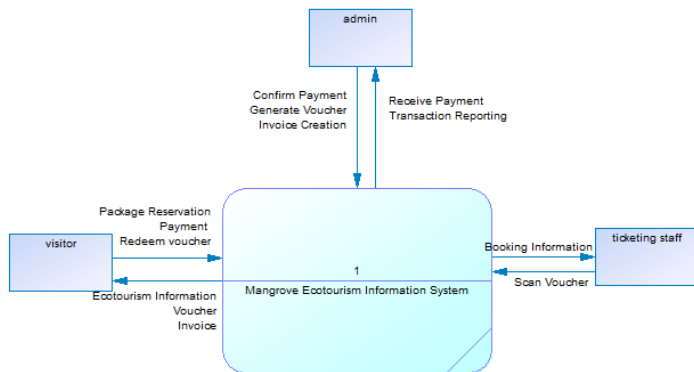 admin
Confirm Payment
Generate Voucher
Invoice Creation
Receive Payment
Transaction Reporting
Package Reservation
Payment
Redeem voucher
visitor
Ecotourism Information
Voucher
Invoice
1
Mangrove Ecotourism Information System
Booking Information
Scan Voucher
ticketing staff